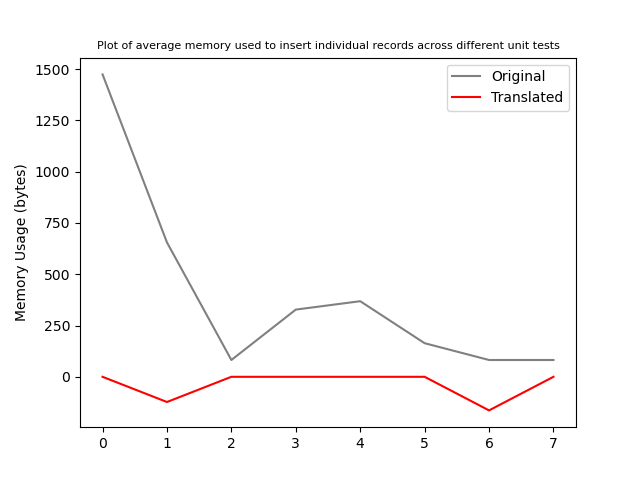 Plot of average memory used to insert individual records across different unit tests
Original
Translated
Memory Usage (bytes)
1500
1250
1000
750
500
250
0
0 1 2 3 4 5 6 7